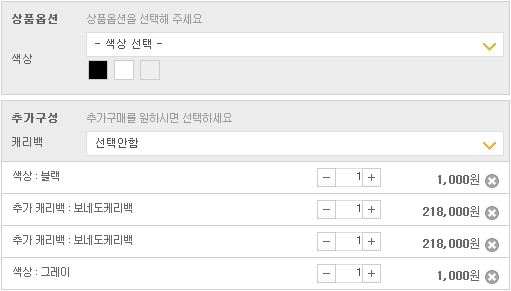 상품옵션 상품옵션을 선택해 주세요
색상 - 색상 선택 -
추가구성 추가구매를 원하시면 선택하세요
캐리백 선택안함
색상 : 블랙 − 1 + 1,000원
추가 캐리백 : 보네도케리백 − 1 + 218,000원
추가 캐리백 : 보네도케리백 − 1 + 218,000원
색상 : 그레이 − 1 + 1,000원